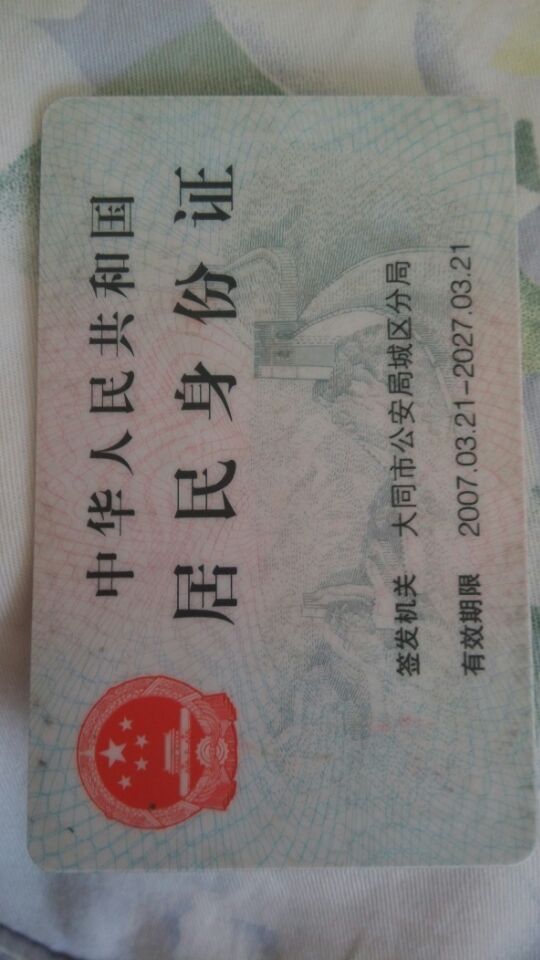 中华人民共和国
居民身份证
签发机关 大同市公安局城区分局
有效期限 2007.03.21-2027.03.21